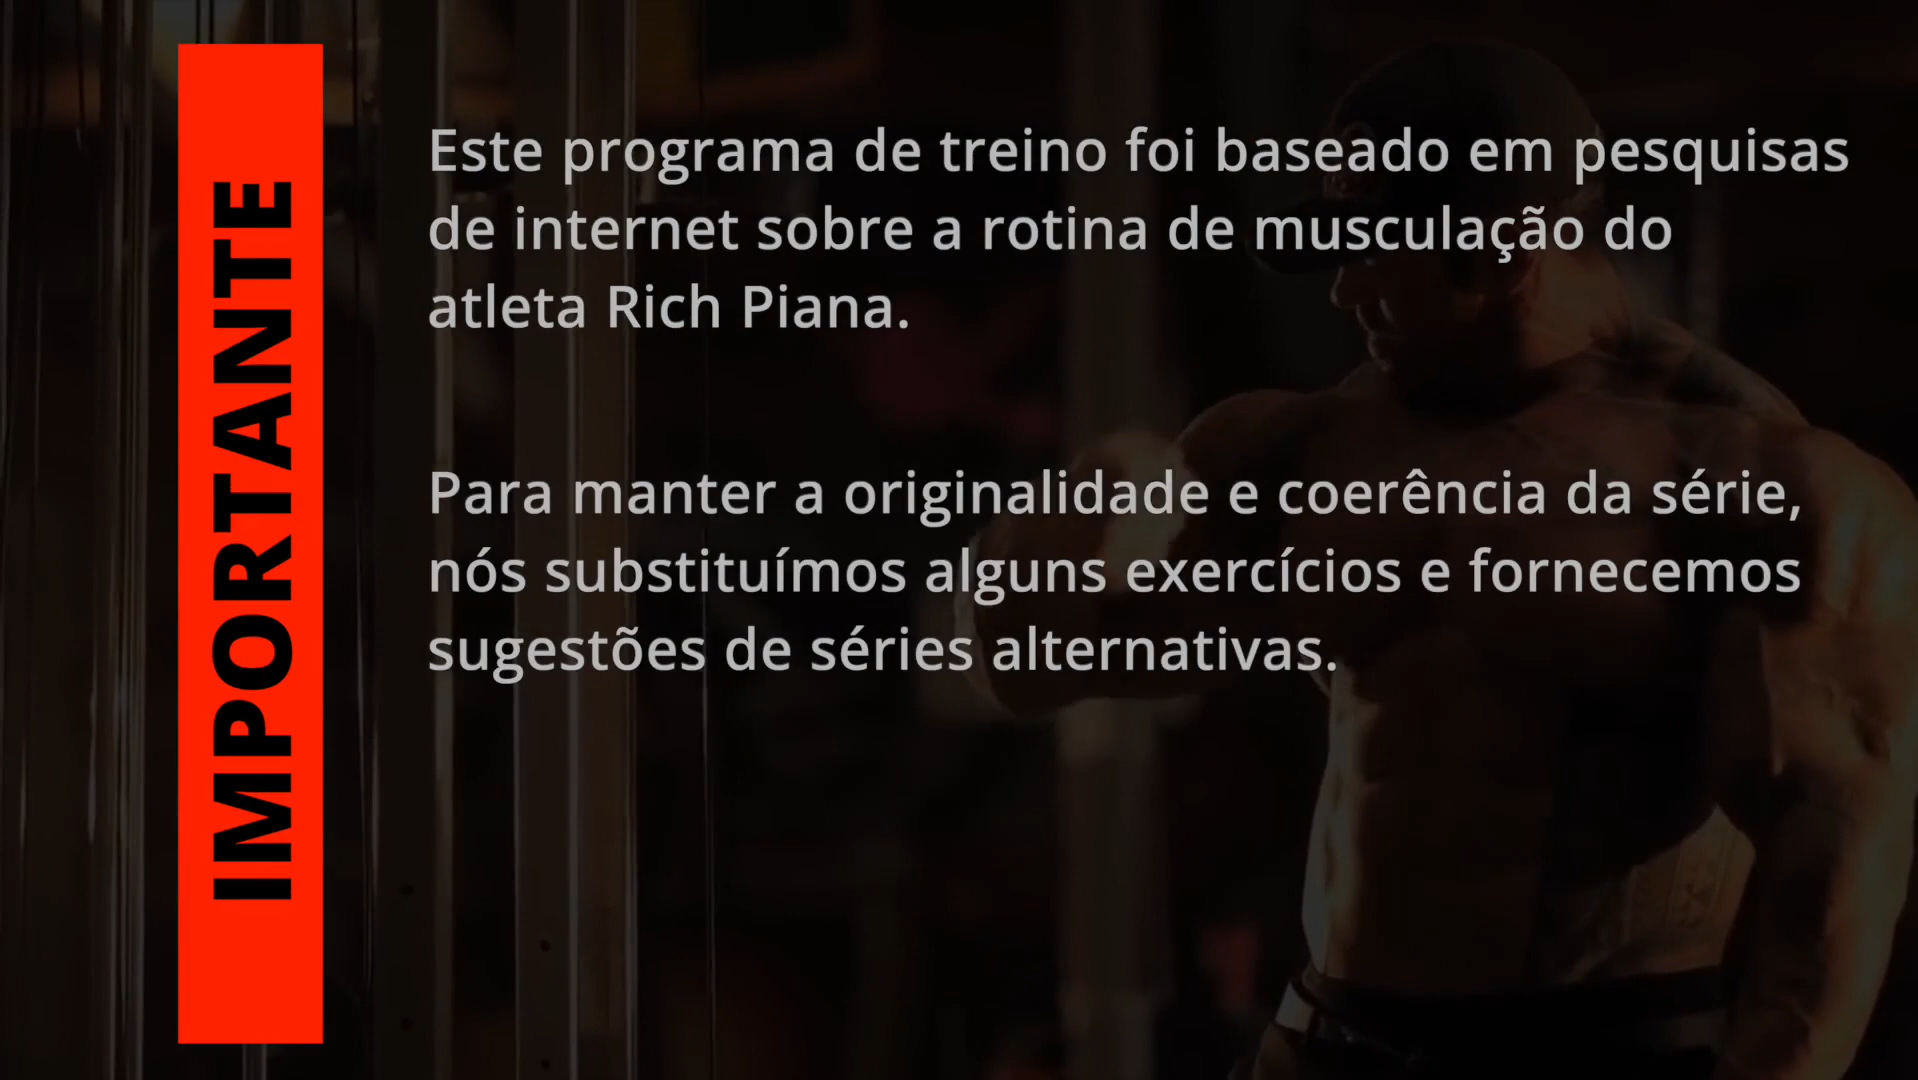 IMPORTANTE
Este programa de treino foi baseado em pesquisas
de internet sobre a rotina de musculação do
atleta Rich Piana.
Para manter a originalidade e coerência da série,
nós substituímos alguns exercícios e fornecemos
sugestões de séries alternativas.